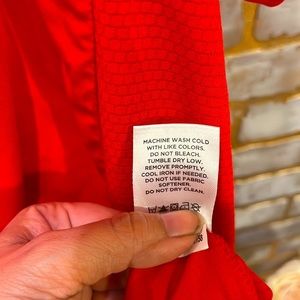 MACHINE WASH COLD
WITH LIKE COLORS.
DO NOT BLEACH.
TUMBLE DRY LOW.
REMOVE PROMPTLY.
COOL IRON IF NEEDED.
DO NOT USE FABRIC
SOFTENER.
DO NOT DRY CLEAN.